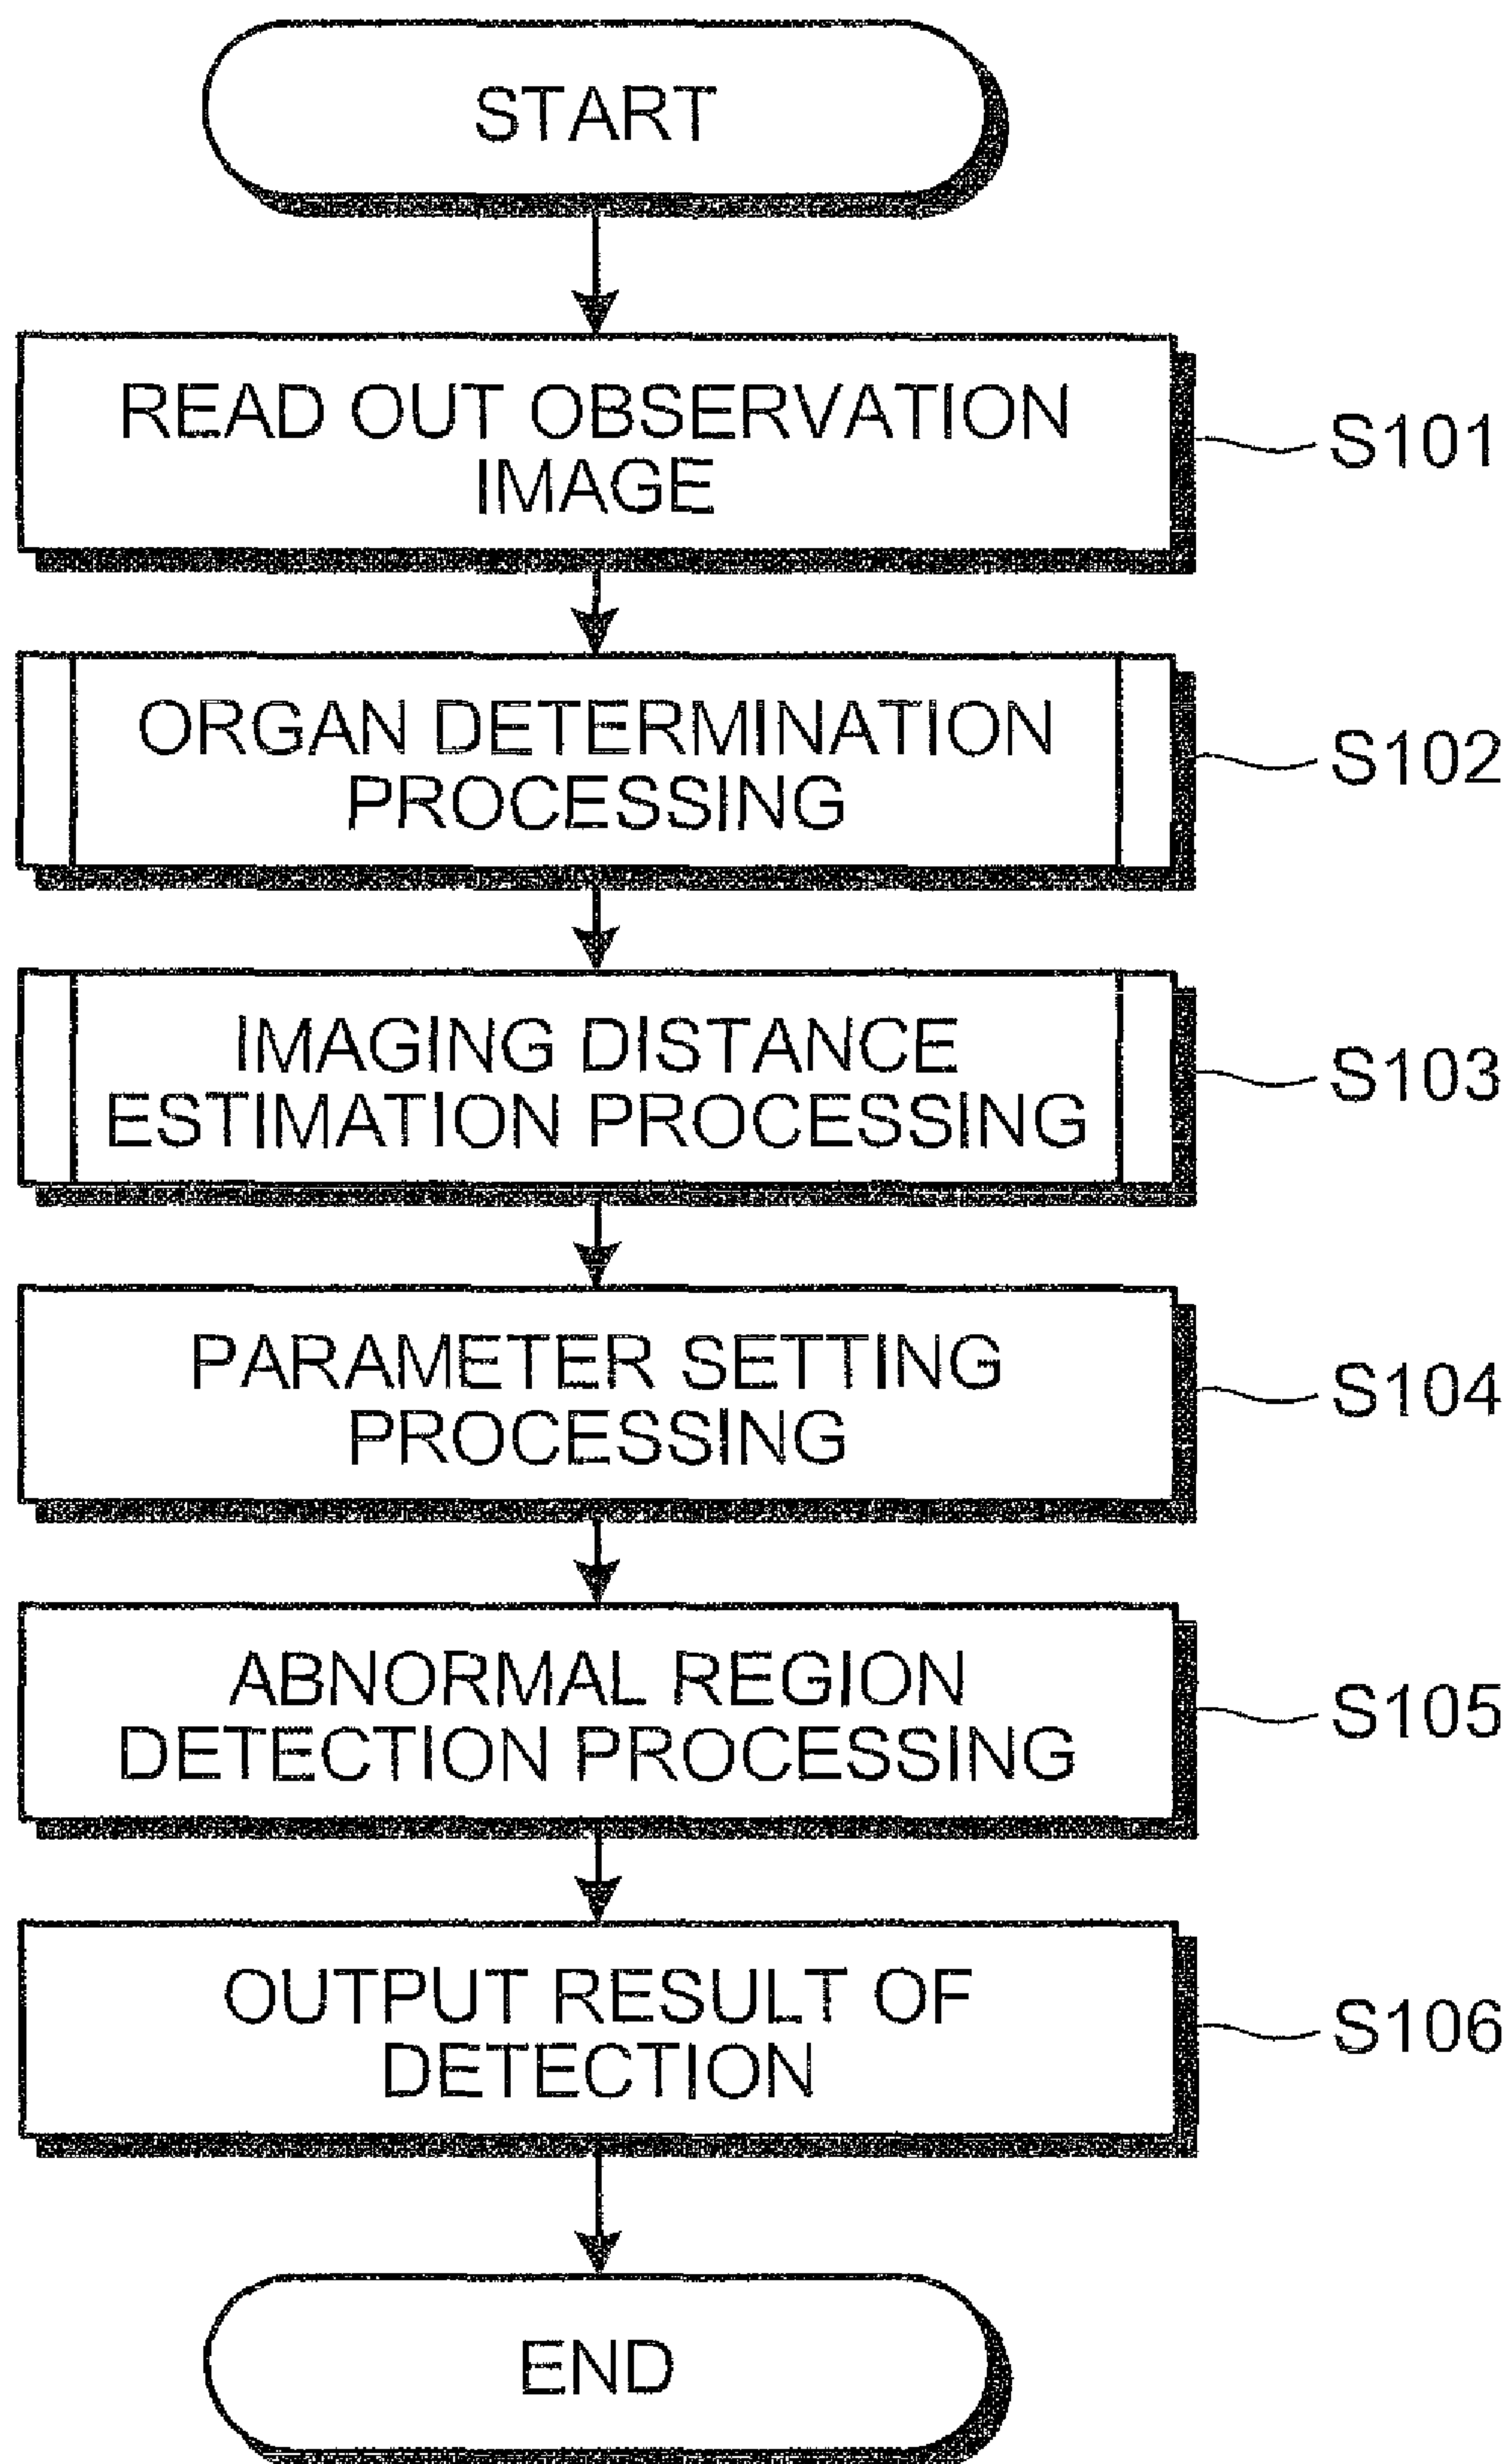 START
READ OUT OBSERVATION
IMAGE
S101
ORGAN DETERMINATION
PROCESSING
S102
IMAGING DISTANCE
ESTIMATION PROCESSING
S103
PARAMETER SETTING
PROCESSING
S104
ABNORMAL REGION
DETECTION PROCESSING
S105
OUTPUT RESULT OF
DETECTION
S106
END